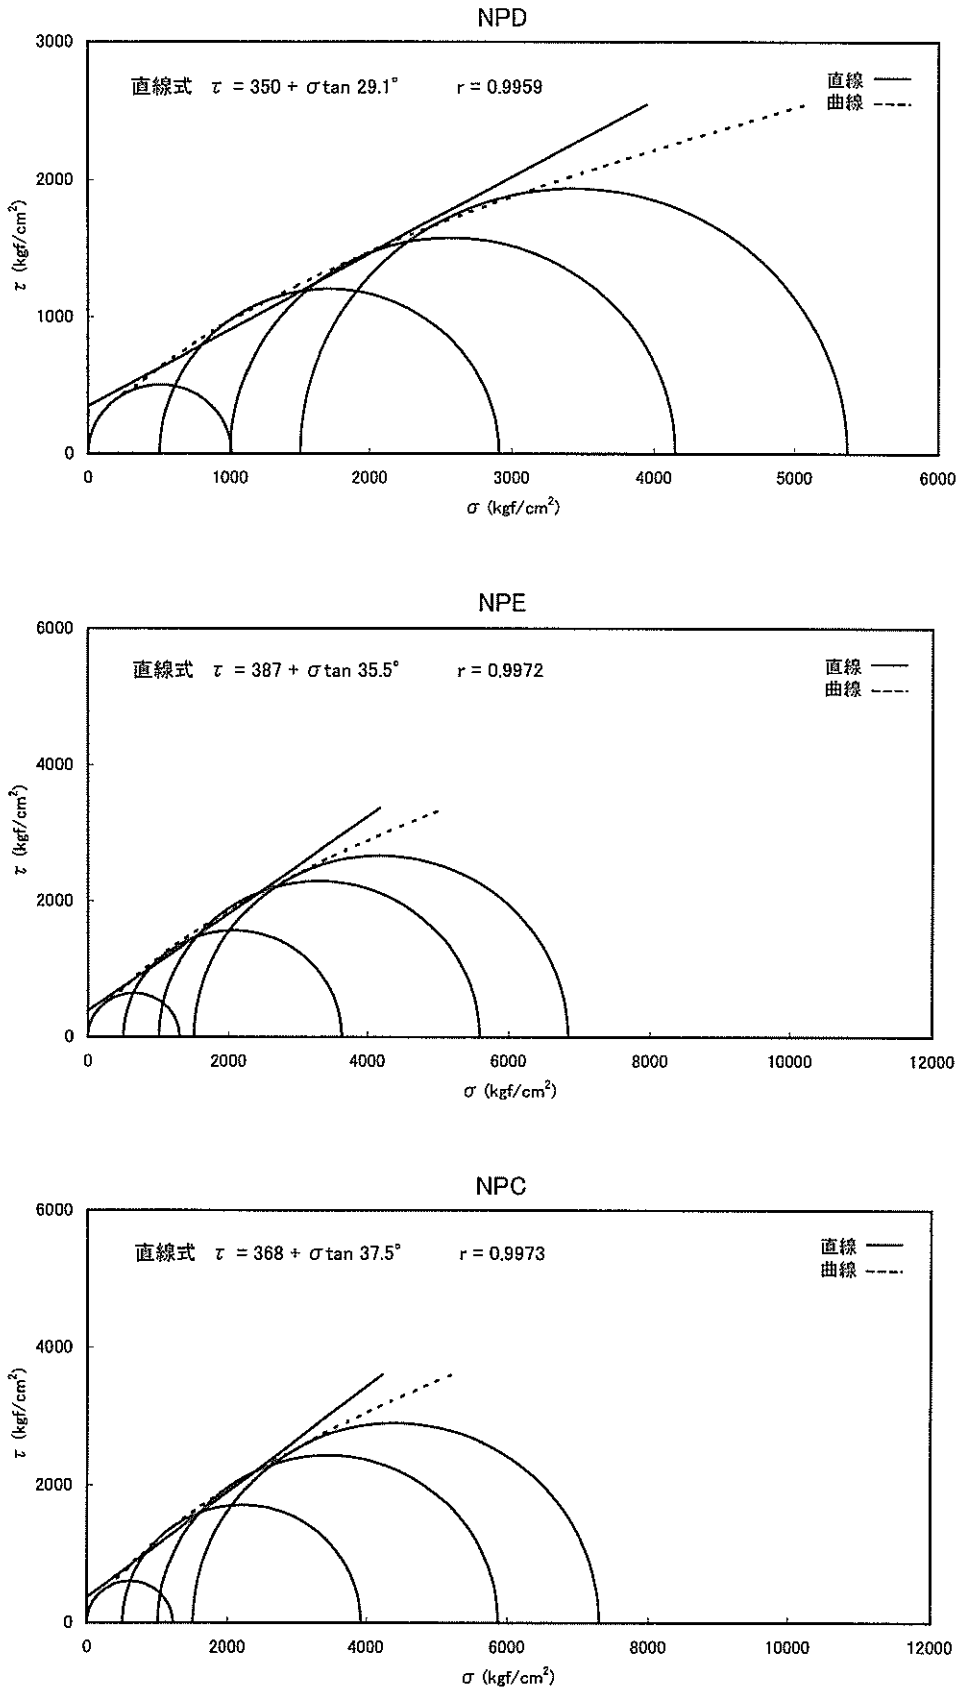 NPD
3000
直線式 τ = 350 + σ tan 29.1° r = 0.9959
直線
曲線
2000
τ (kgf/cm²)
1000
0
0 1000 2000 3000 4000 5000 6000
σ (kgf/cm²)
NPE
6000
直線式 τ = 387 + σ tan 35.5° r = 0.9972
直線
曲線
4000
τ (kgf/cm²)
2000
0
0 2000 4000 6000 8000 10000 12000
σ (kgf/cm²)
NPC
6000
直線式 τ = 368 + σ tan 37.5° r = 0.9973
直線
曲線
4000
τ (kgf/cm²)
2000
0
0 2000 4000 6000 8000 10000 12000
σ (kgf/cm²)